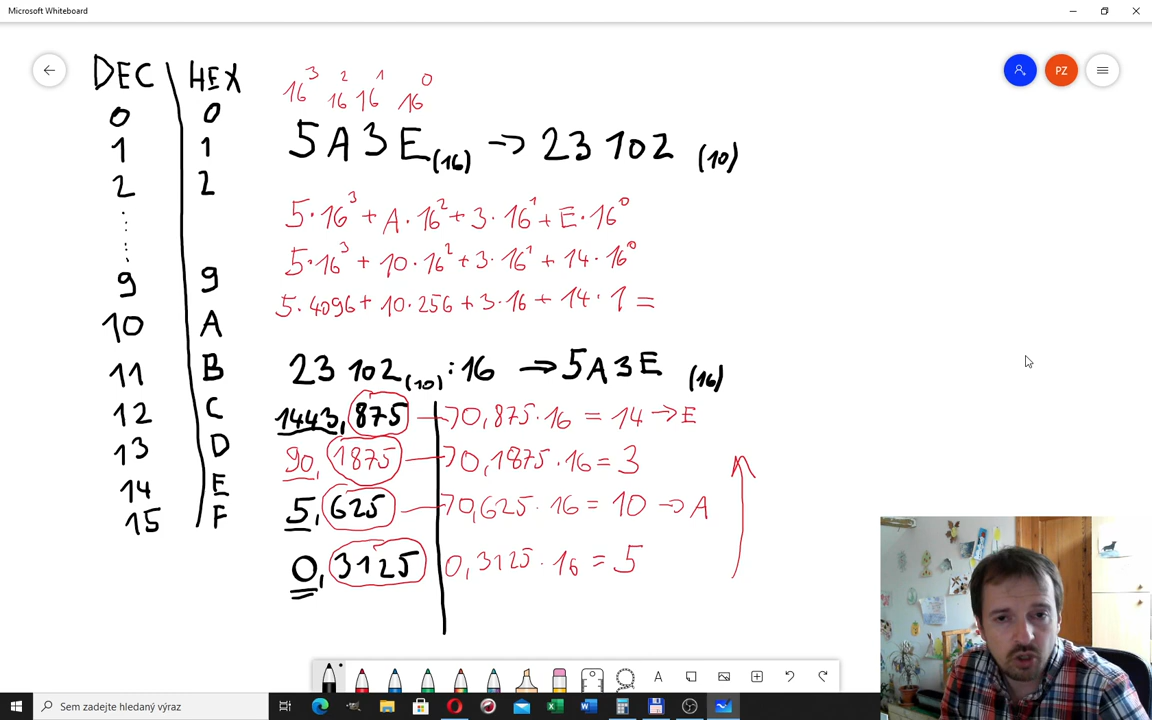 Microsoft Whiteboard
PZ
DEC HEX
0 0
1 1
2 2
9 9
10 A
11 B
12 C
13 D
14 E
15 F
16³ 16² 16¹ 16⁰
5A3E(16) → 23102 (10)
5·16³ + A·16² + 3·16¹ + E·16⁰
5·16³ + 10·16² + 3·16¹ + 14·16⁰
5·4096 + 10·256 + 3·16 + 14·1 =
23102(10) : 16 → 5A3E (16)
1443,875 → 0,875·16 = 14 → E
90,1875 → 0,1875·16 = 3
5,625 → 0,625·16 = 10 → A
0,3125 0,3125·16 = 5
Sem zadejte hledaný výraz